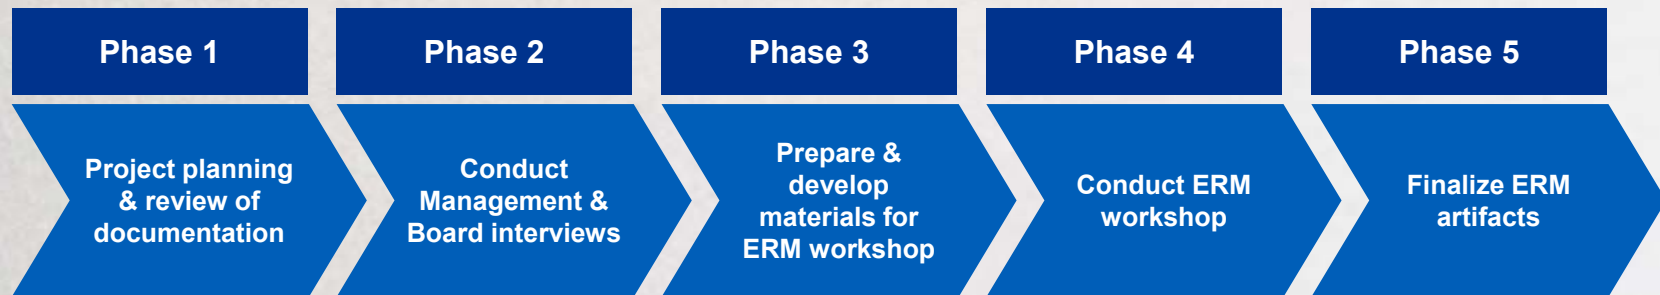 Phase 1
Phase 2
Phase 3
Phase 4
Phase 5
Project planning
& review of
documentation
Conduct
Management &
Board interviews
Prepare &
develop
materials for
ERM workshop
Conduct ERM
workshop
Finalize ERM
artifacts